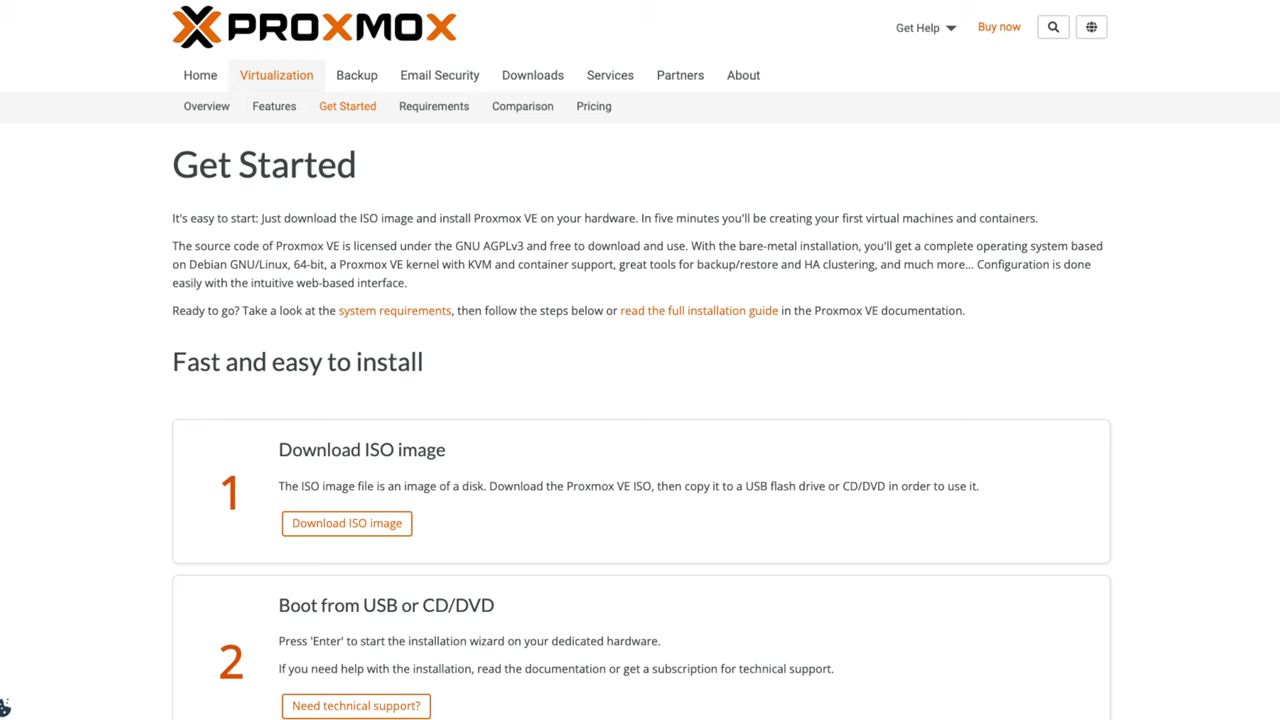 PROXMOX
Get Help
Buy now
Home Virtualization Backup Email Security Downloads Services Partners About
Overview Features Get Started Requirements Comparison Pricing
Get Started
It's easy to start: Just download the ISO image and install Proxmox VE on your hardware. In five minutes you'll be creating your first virtual machines and containers.
The source code of Proxmox VE is licensed under the GNU AGPLv3 and free to download and use. With the bare-metal installation, you'll get a complete operating system based
on Debian GNU/Linux, 64-bit, a Proxmox VE kernel with KVM and container support, great tools for backup/restore and HA clustering, and much more... Configuration is done
easily with the intuitive web-based interface.
Ready to go? Take a look at the system requirements, then follow the steps below or read the full installation guide in the Proxmox VE documentation.
Fast and easy to install
1
Download ISO image
The ISO image file is an image of a disk. Download the Proxmox VE ISO, then copy it to a USB flash drive or CD/DVD in order to use it.
Download ISO image
2
Boot from USB or CD/DVD
Press 'Enter' to start the installation wizard on your dedicated hardware.
If you need help with the installation, read the documentation or get a subscription for technical support.
Need technical support?